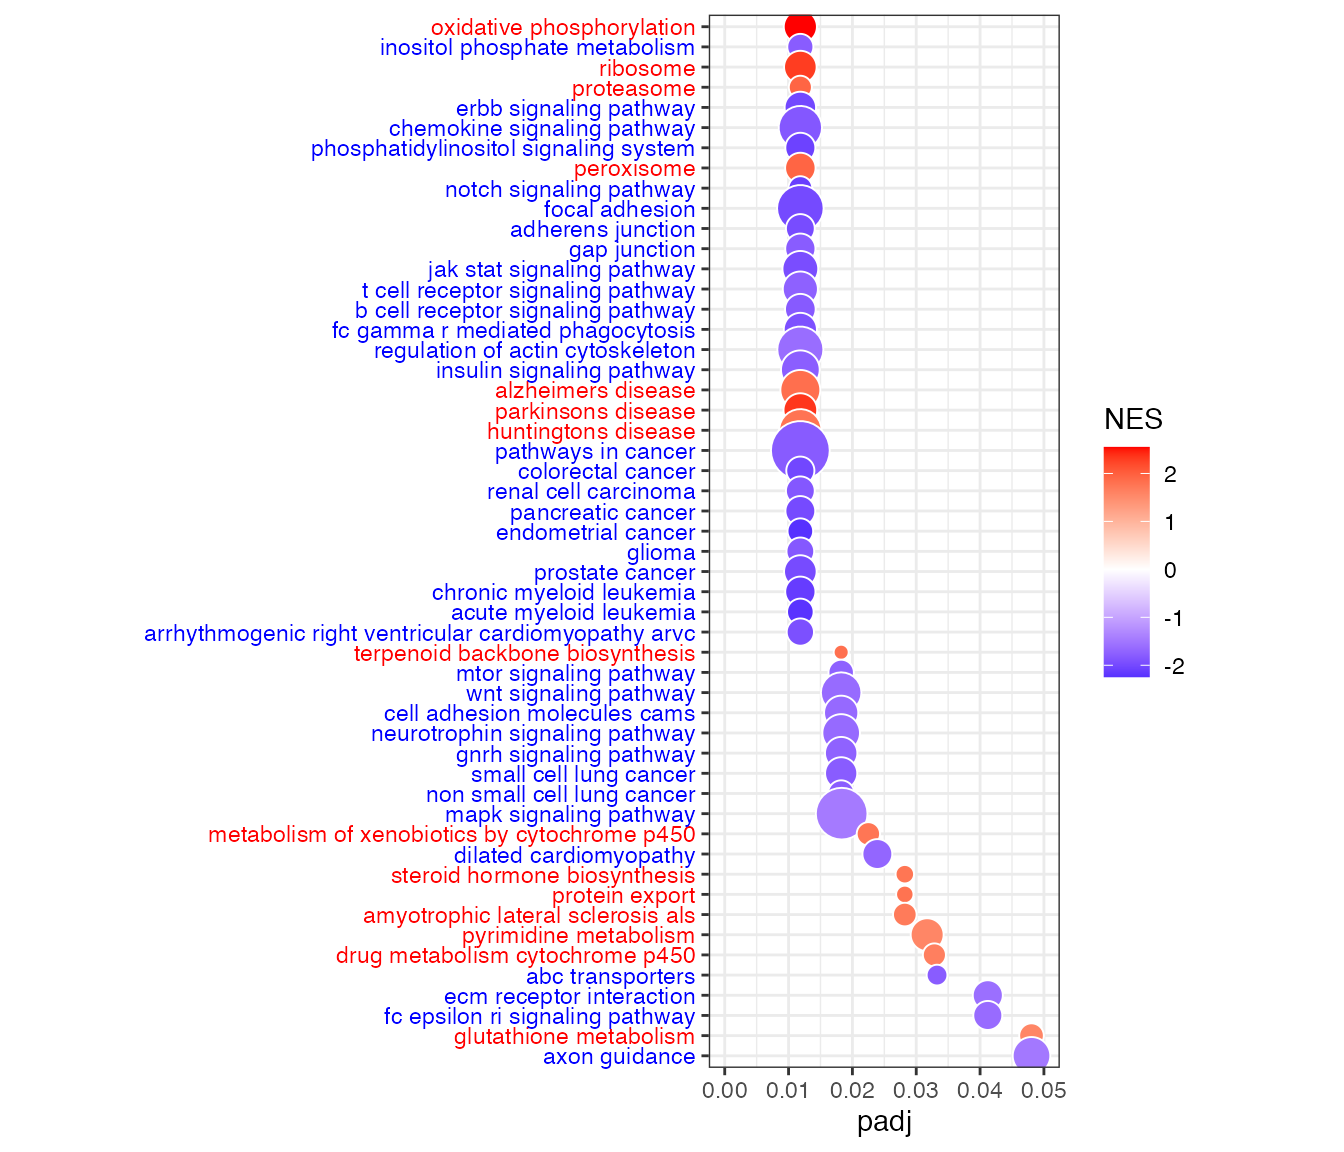 oxidative phosphorylation
inositol phosphate metabolism
ribosome
proteasome
erbb signaling pathway
chemokine signaling pathway
phosphatidylinositol signaling system
peroxisome
notch signaling pathway
focal adhesion
adherens junction
gap junction
jak stat signaling pathway
t cell receptor signaling pathway
b cell receptor signaling pathway
fc gamma r mediated phagocytosis
regulation of actin cytoskeleton
insulin signaling pathway
alzheimers disease
parkinsons disease
huntingtons disease
pathways in cancer
colorectal cancer
renal cell carcinoma
pancreatic cancer
endometrial cancer
glioma
prostate cancer
chronic myeloid leukemia
acute myeloid leukemia
arrhythmogenic right ventricular cardiomyopathy arvc
terpenoid backbone biosynthesis
mtor signaling pathway
wnt signaling pathway
cell adhesion molecules cams
neurotrophin signaling pathway
gnrh signaling pathway
small cell lung cancer
non small cell lung cancer
mapk signaling pathway
metabolism of xenobiotics by cytochrome p450
dilated cardiomyopathy
steroid hormone biosynthesis
protein export
amyotrophic lateral sclerosis als
pyrimidine metabolism
drug metabolism cytochrome p450
abc transporters
ecm receptor interaction
fc epsilon ri signaling pathway
glutathione metabolism
axon guidance
0.00 0.01 0.02 0.03 0.04 0.05
padj
NES
2
1
0
-1
-2